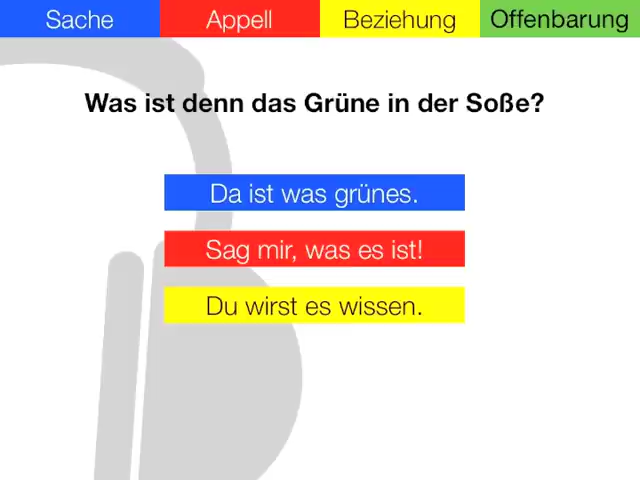 Sache Appell Beziehung Offenbarung
Was ist denn das Grüne in der Soße?
Da ist was grünes.
Sag mir, was es ist!
Du wirst es wissen.